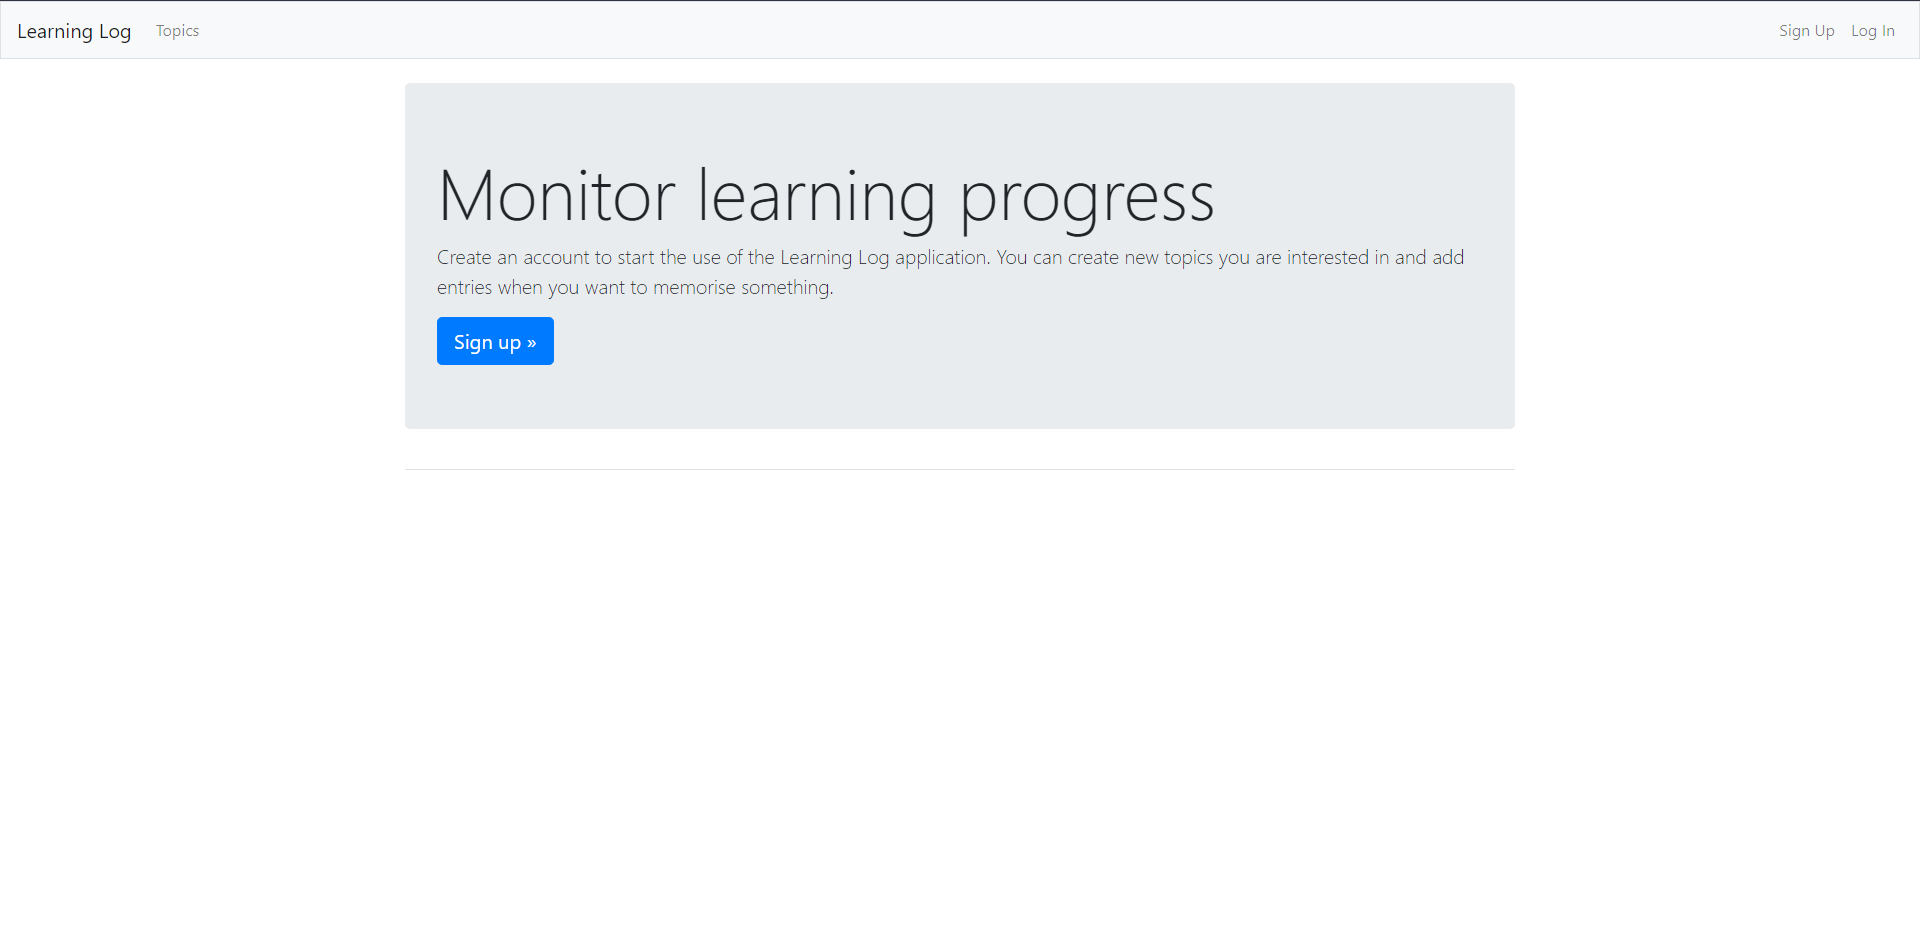 Learning Log Topics Sign Up Log In
Monitor learning progress
Create an account to start the use of the Learning Log application. You can create new topics you are interested in and add
entries when you want to memorise something.
Sign up »